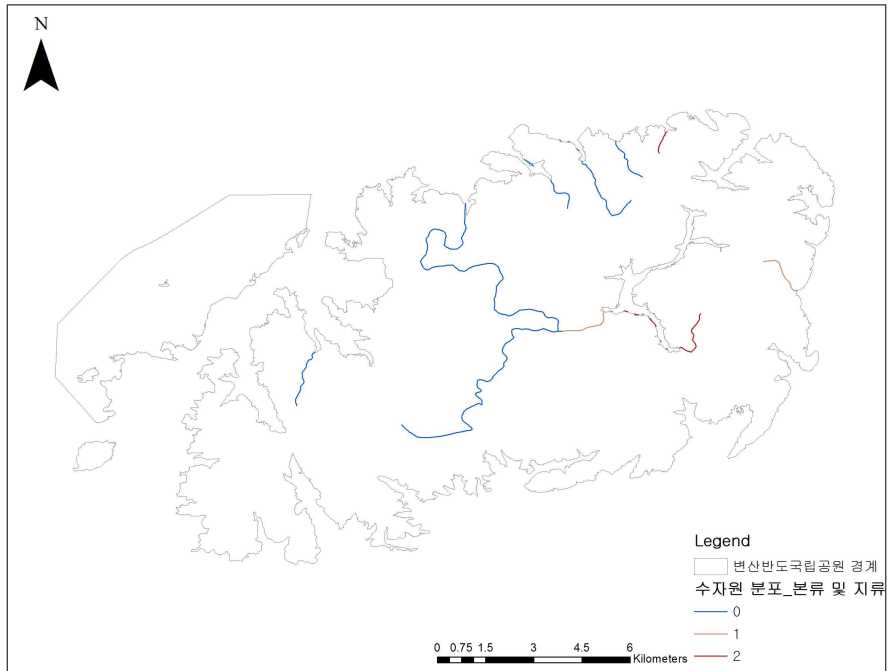 N
Legend
변산반도국립공원 경계
수자원 분포_본류 및 지류
0
1
2
0 0.75 1.5 3 4.5 6
Kilometers